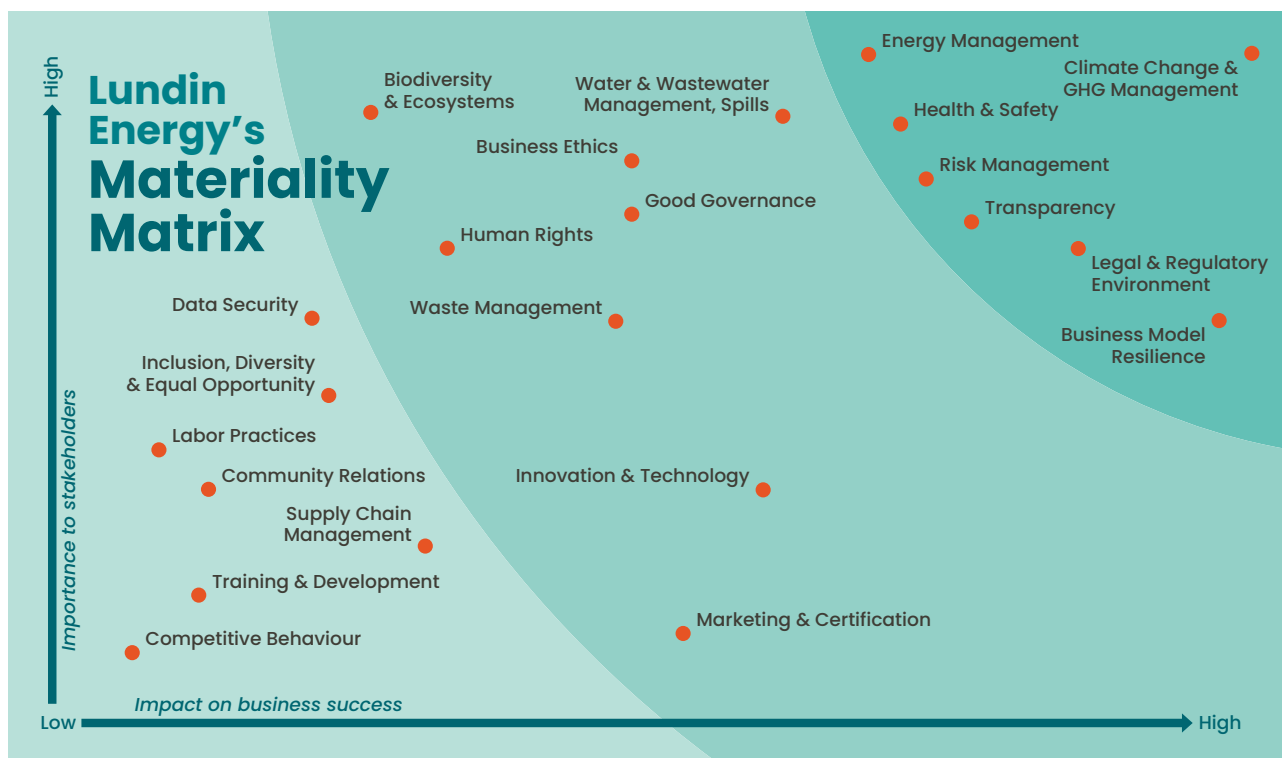 High
Lundin
Energy's
Materiality
Matrix
Biodiversity
& Ecosystems
Water & Wastewater
Management, Spills
Business Ethics
Good Governance
Human Rights
Waste Management
Energy Management
Climate Change &
GHG Management
Health & Safety
Risk Management
Transparency
Legal & Regulatory
Environment
Business Model
Resilience
Data Security
Inclusion, Diversity
& Equal Opportunity
Labor Practices
Community Relations
Supply Chain
Management
Training & Development
Competitive Behaviour
Innovation & Technology
Marketing & Certification
Importance to stakeholders
Impact on business success
Low
High